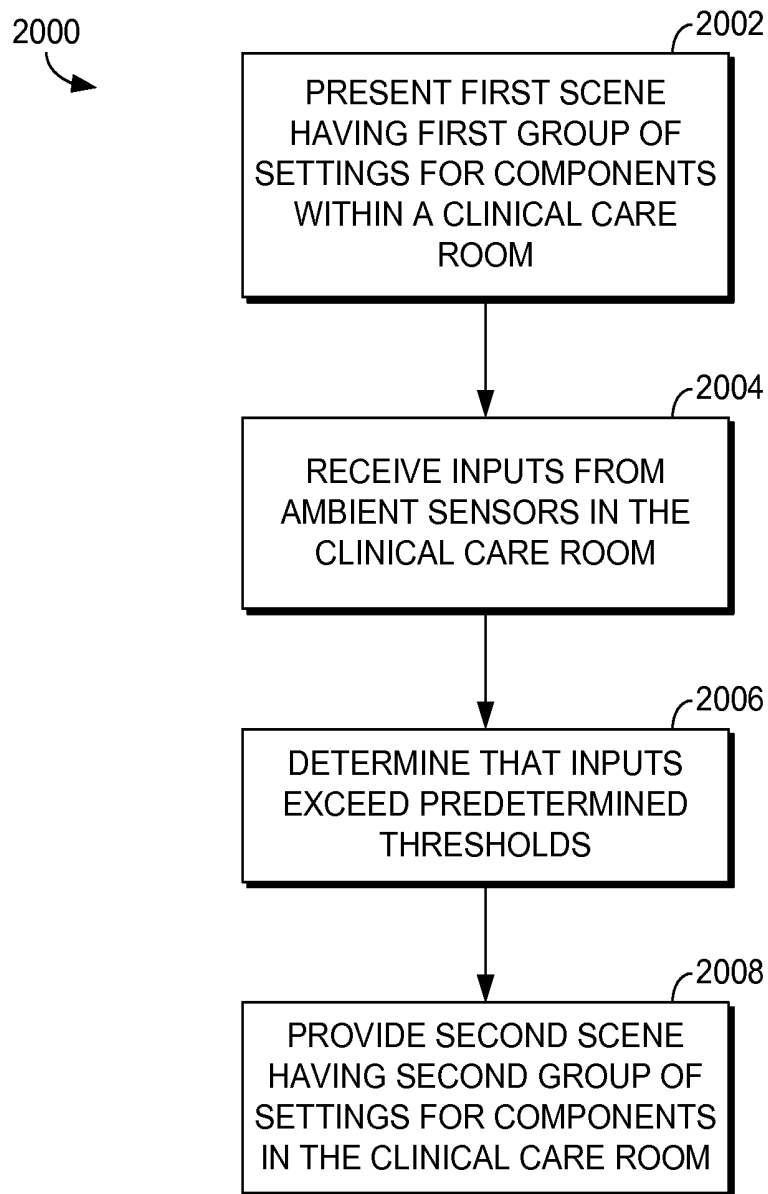 2000
2002
PRESENT FIRST SCENE
HAVING FIRST GROUP OF
SETTINGS FOR COMPONENTS
WITHIN A CLINICAL CARE
ROOM
2004
RECEIVE INPUTS FROM
AMBIENT SENSORS IN THE
CLINICAL CARE ROOM
2006
DETERMINE THAT INPUTS
EXCEED PREDETERMINED
THRESHOLDS
2008
PROVIDE SECOND SCENE
HAVING SECOND GROUP OF
SETTINGS FOR COMPONENTS
IN THE CLINICAL CARE ROOM